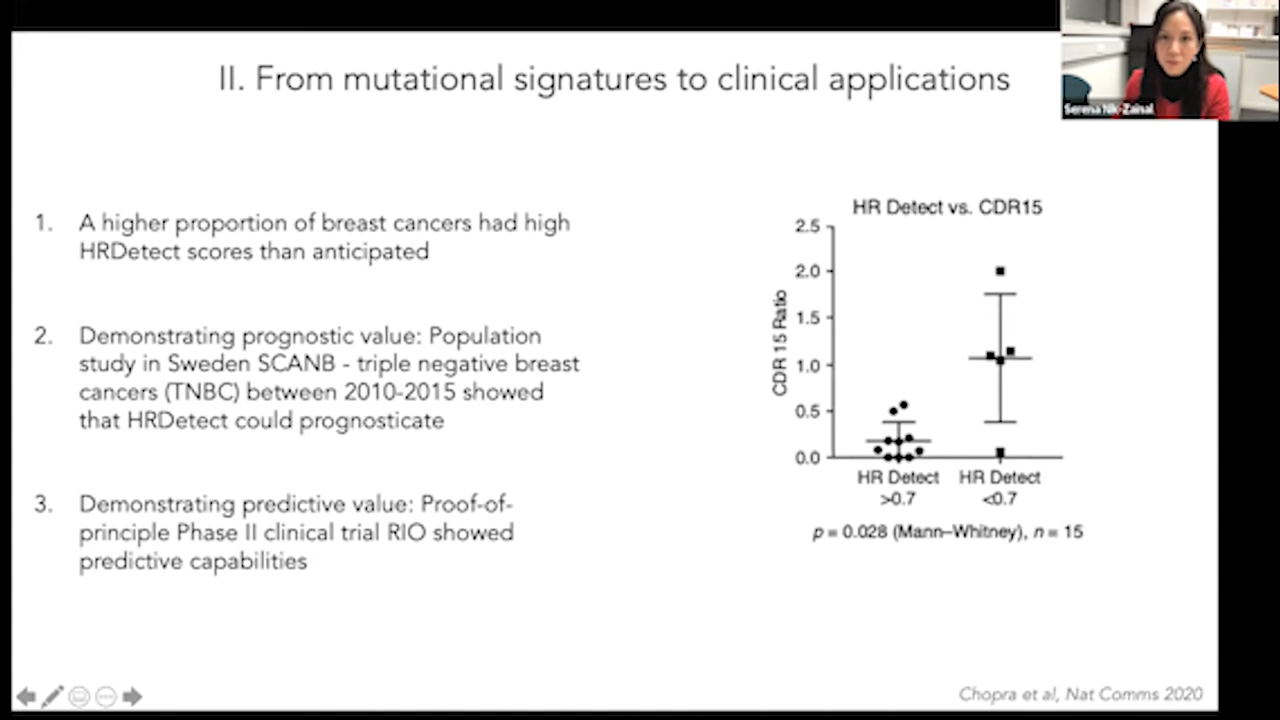 II. From mutational signatures to clinical applications
Serena Nik-Zainal
1. A higher proportion of breast cancers had high
HRDetect scores than anticipated
2. Demonstrating prognostic value: Population
study in Sweden SCANB - triple negative breast
cancers (TNBC) between 2010-2015 showed
that HRDetect could prognosticate
3. Demonstrating predictive value: Proof-of-
principle Phase II clinical trial RIO showed
predictive capabilities
HR Detect vs. CDR15
CDR 15 Ratio
2.5
2.0
1.5
1.0
0.5
0.0
HR Detect HR Detect
>0.7 <0.7
p = 0.028 (Mann–Whitney), n = 15
Chopra et al, Nat Comms 2020